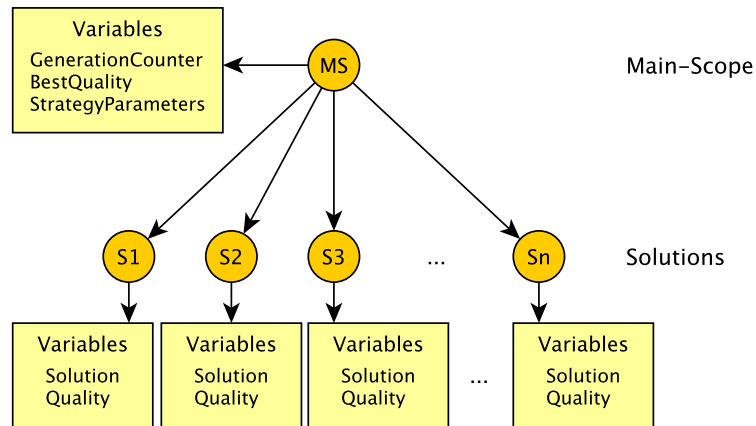 Variables
GenerationCounter
BestQuality
StrategyParameters
MS
Main-Scope
S1
S2
S3
...
Sn
Solutions
Variables
Solution
Quality
Variables
Solution
Quality
Variables
Solution
Quality
...
Variables
Solution
Quality